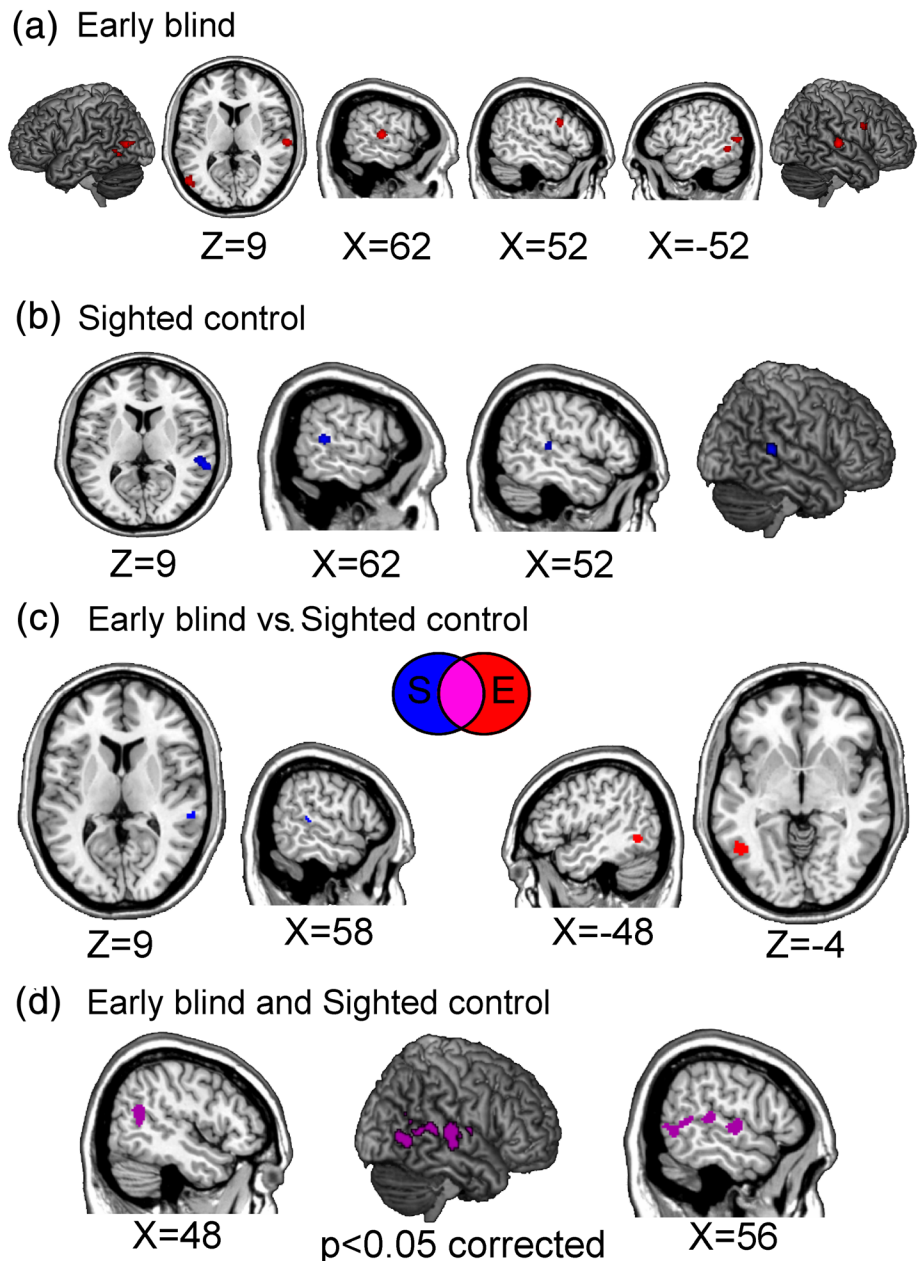 (a) Early blind
Z=9 X=62 X=52 X=-52
(b) Sighted control
Z=9 X=62 X=52
(c) Early blind vs. Sighted control
S E
Z=9 X=58 X=-48 Z=-4
(d) Early blind and Sighted control
X=48 p<0.05 corrected X=56